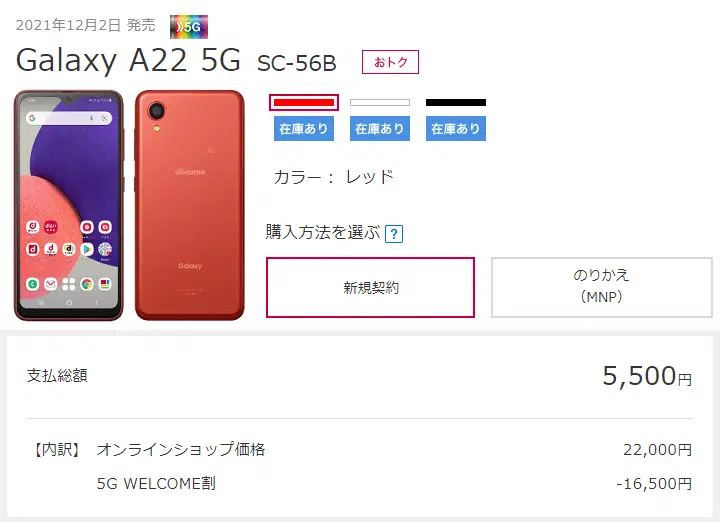 2021年12月2日 発売 5G
Galaxy A22 5G SC-56B おトク
在庫あり 在庫あり 在庫あり
docomo
Galaxy
カラー： レッド
購入方法を選ぶ ?
新規契約
のりかえ
（MNP）
支払総額 5,500円
【内訳】 オンラインショップ価格 22,000円
5G WELCOME割 -16,500円